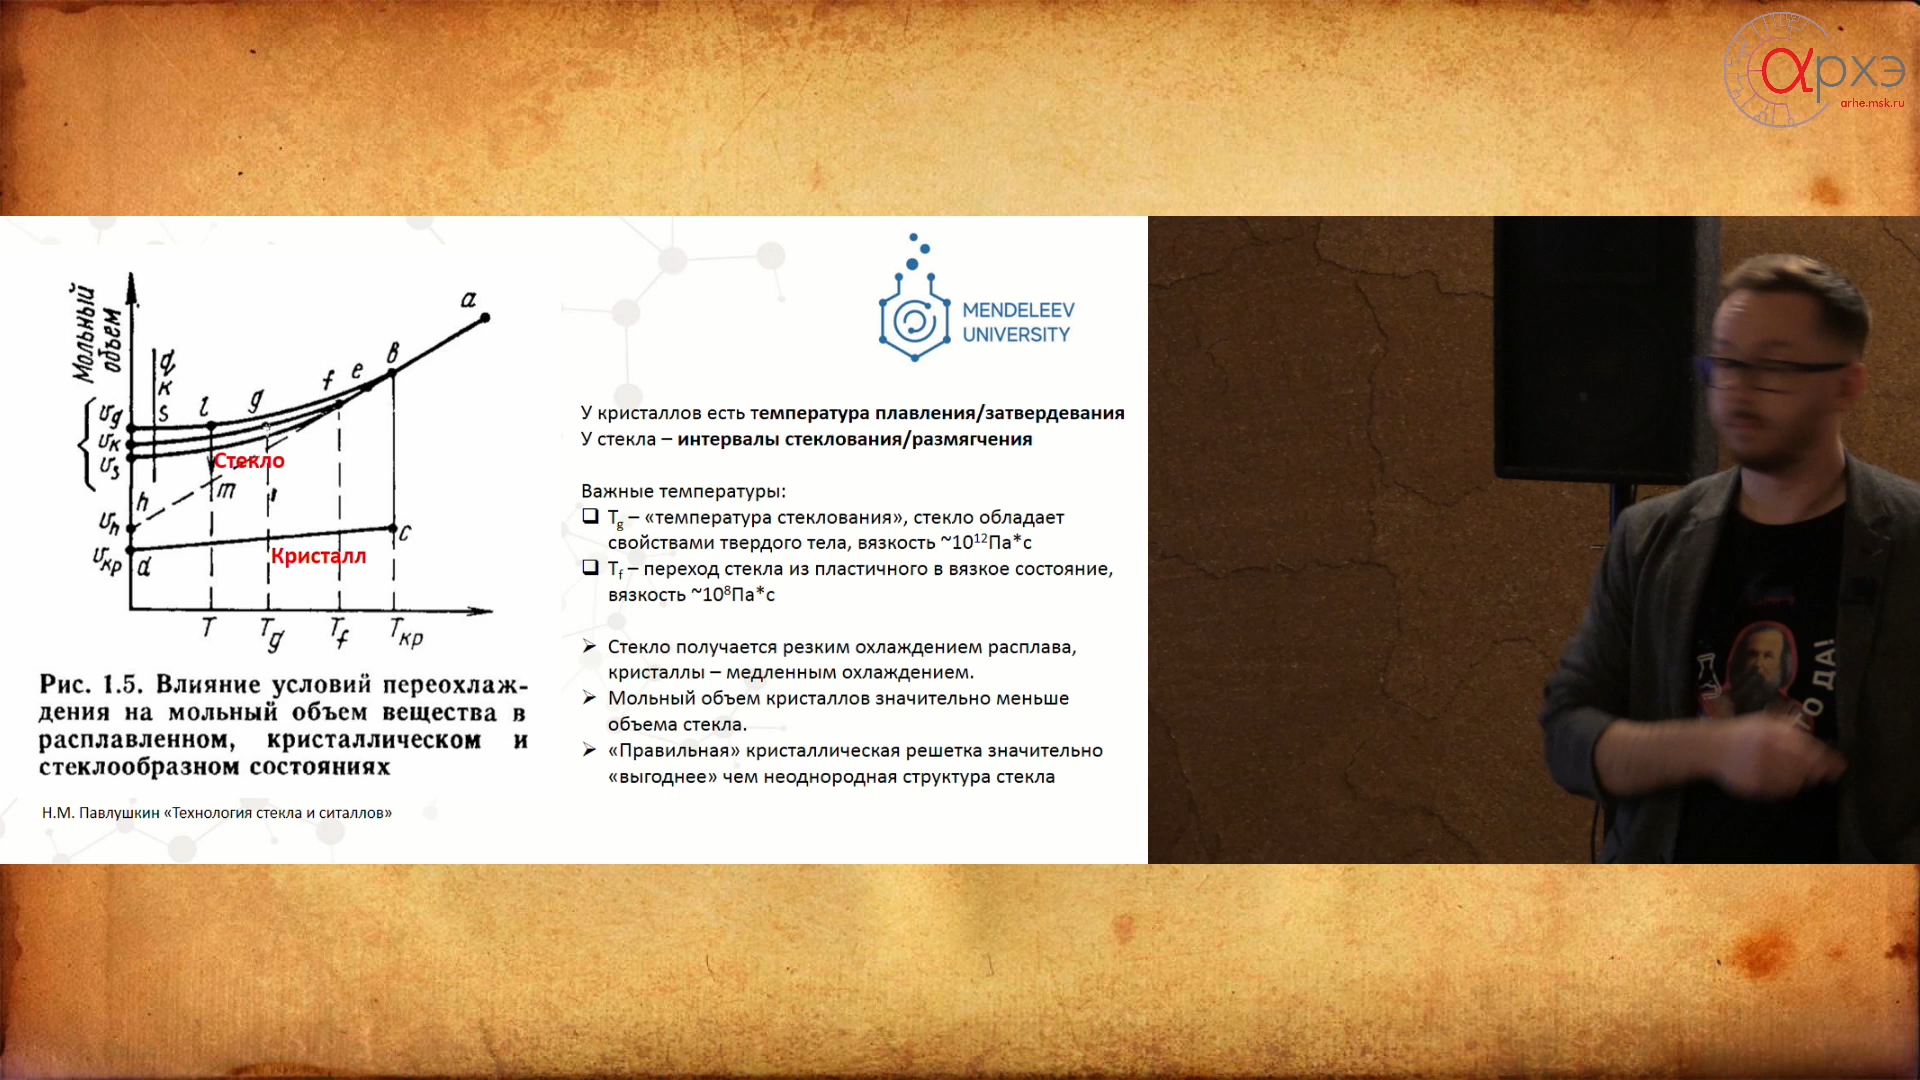 αрхэ
arhe.msk.ru
Мольный
объем
a
в
e
f
g
l
q
к
s
υg
υк
υs
Стекло
m
h
υh
c
Кристалл
υкр
d
T
Tg
Tf
Tкр
Рис. 1.5. Влияние условий переохлаж-
дения на мольный объем вещества в
расплавленном, кристаллическом и
стеклообразном состояниях
Н.М. Павлушкин «Технология стекла и ситаллов»
MENDELEEV
UNIVERSITY
У кристаллов есть температура плавления/затвердевания
У стекла – интервалы стеклования/размягчения
Важные температуры:
❑ Tg – «температура стеклования», стекло обладает
свойствами твердого тела, вязкость ~10¹²Па*с
❑ Tf – переход стекла из пластичного в вязкое состояние,
вязкость ~10⁸Па*с
➢ Стекло получается резким охлаждением расплава,
кристаллы – медленным охлаждением.
➢ Мольный объем кристаллов значительно меньше
объема стекла.
➢ «Правильная» кристаллическая решетка значительно
«выгоднее» чем неоднородная структура стекла
ДА!